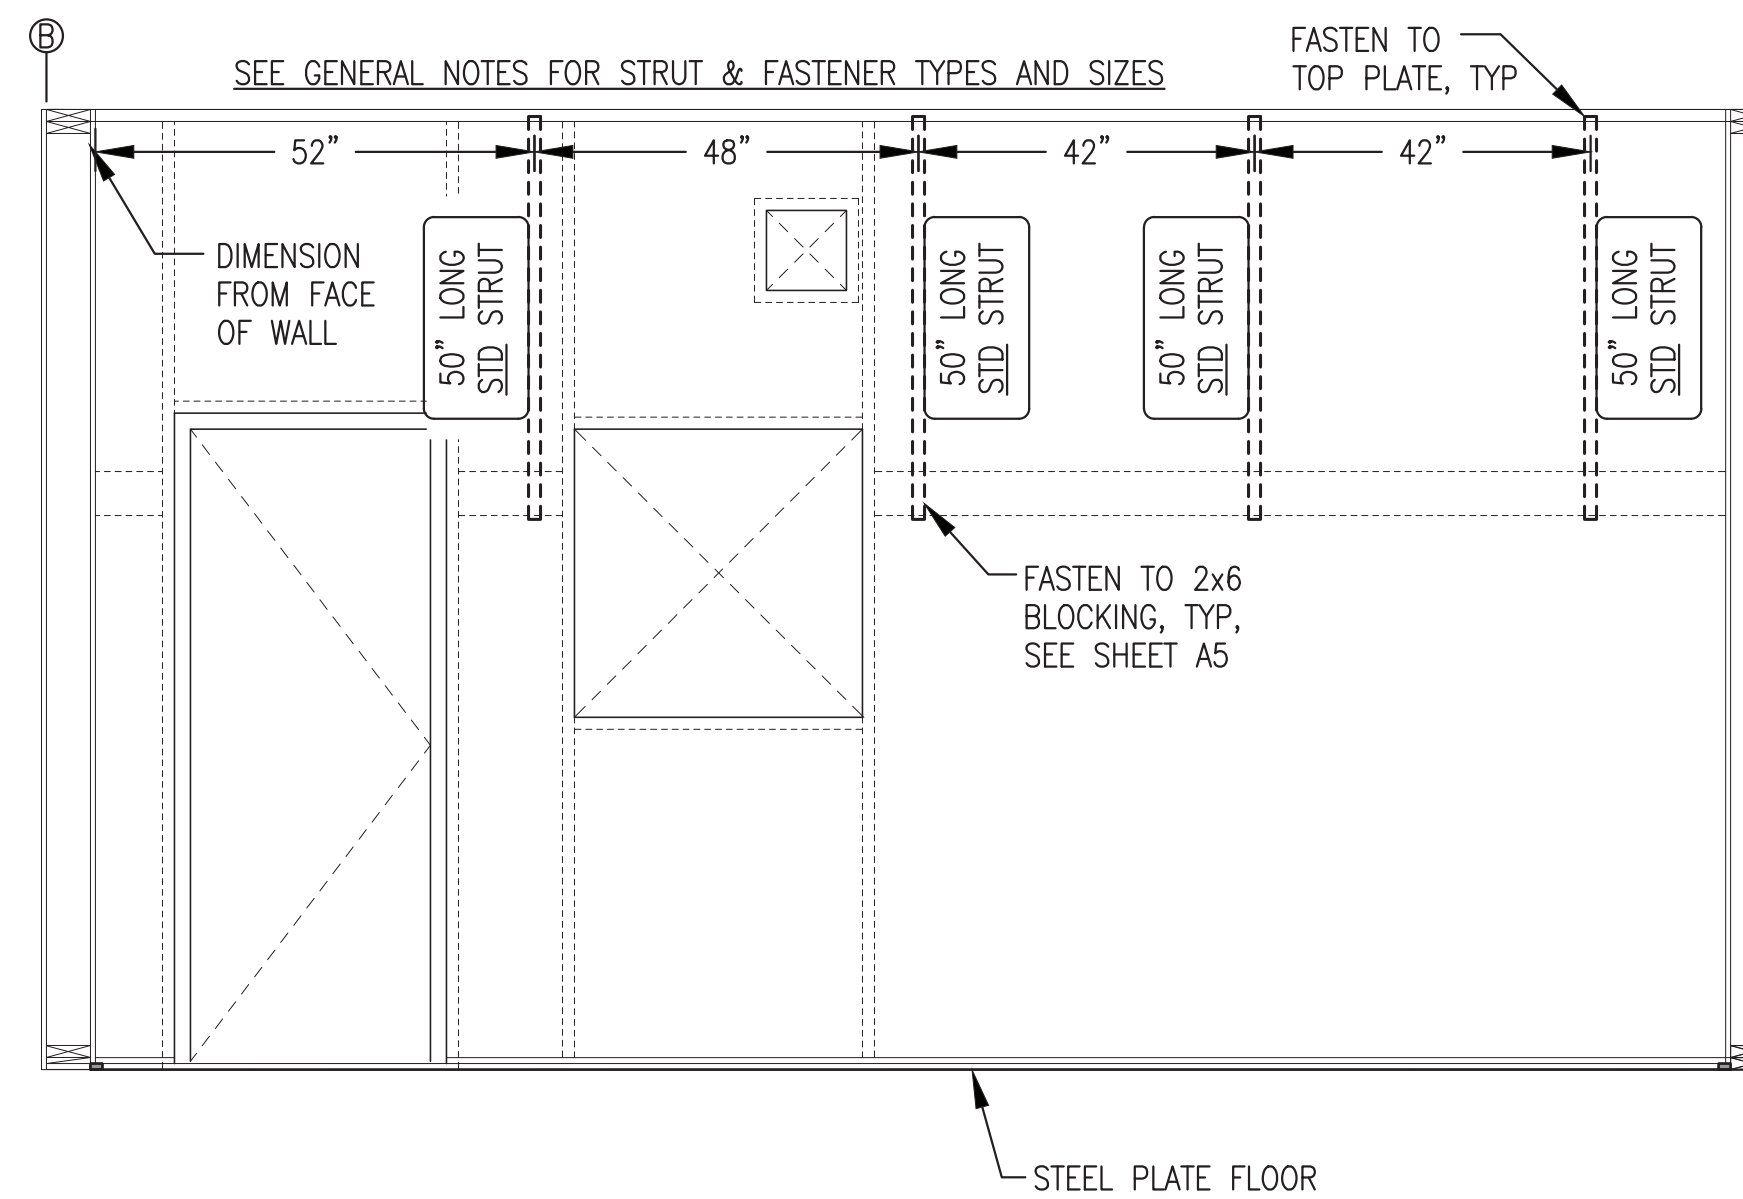 B
SEE GENERAL NOTES FOR STRUT & FASTENER TYPES AND SIZES
FASTEN TO
TOP PLATE, TYP
52”
48”
42”
42”
DIMENSION
FROM FACE
OF WALL
50” LONG
STD STRUT
50” LONG
STD STRUT
50” LONG
STD STRUT
50” LONG
STD STRUT
FASTEN TO 2x6
BLOCKING, TYP,
SEE SHEET A5
STEEL PLATE FLOOR